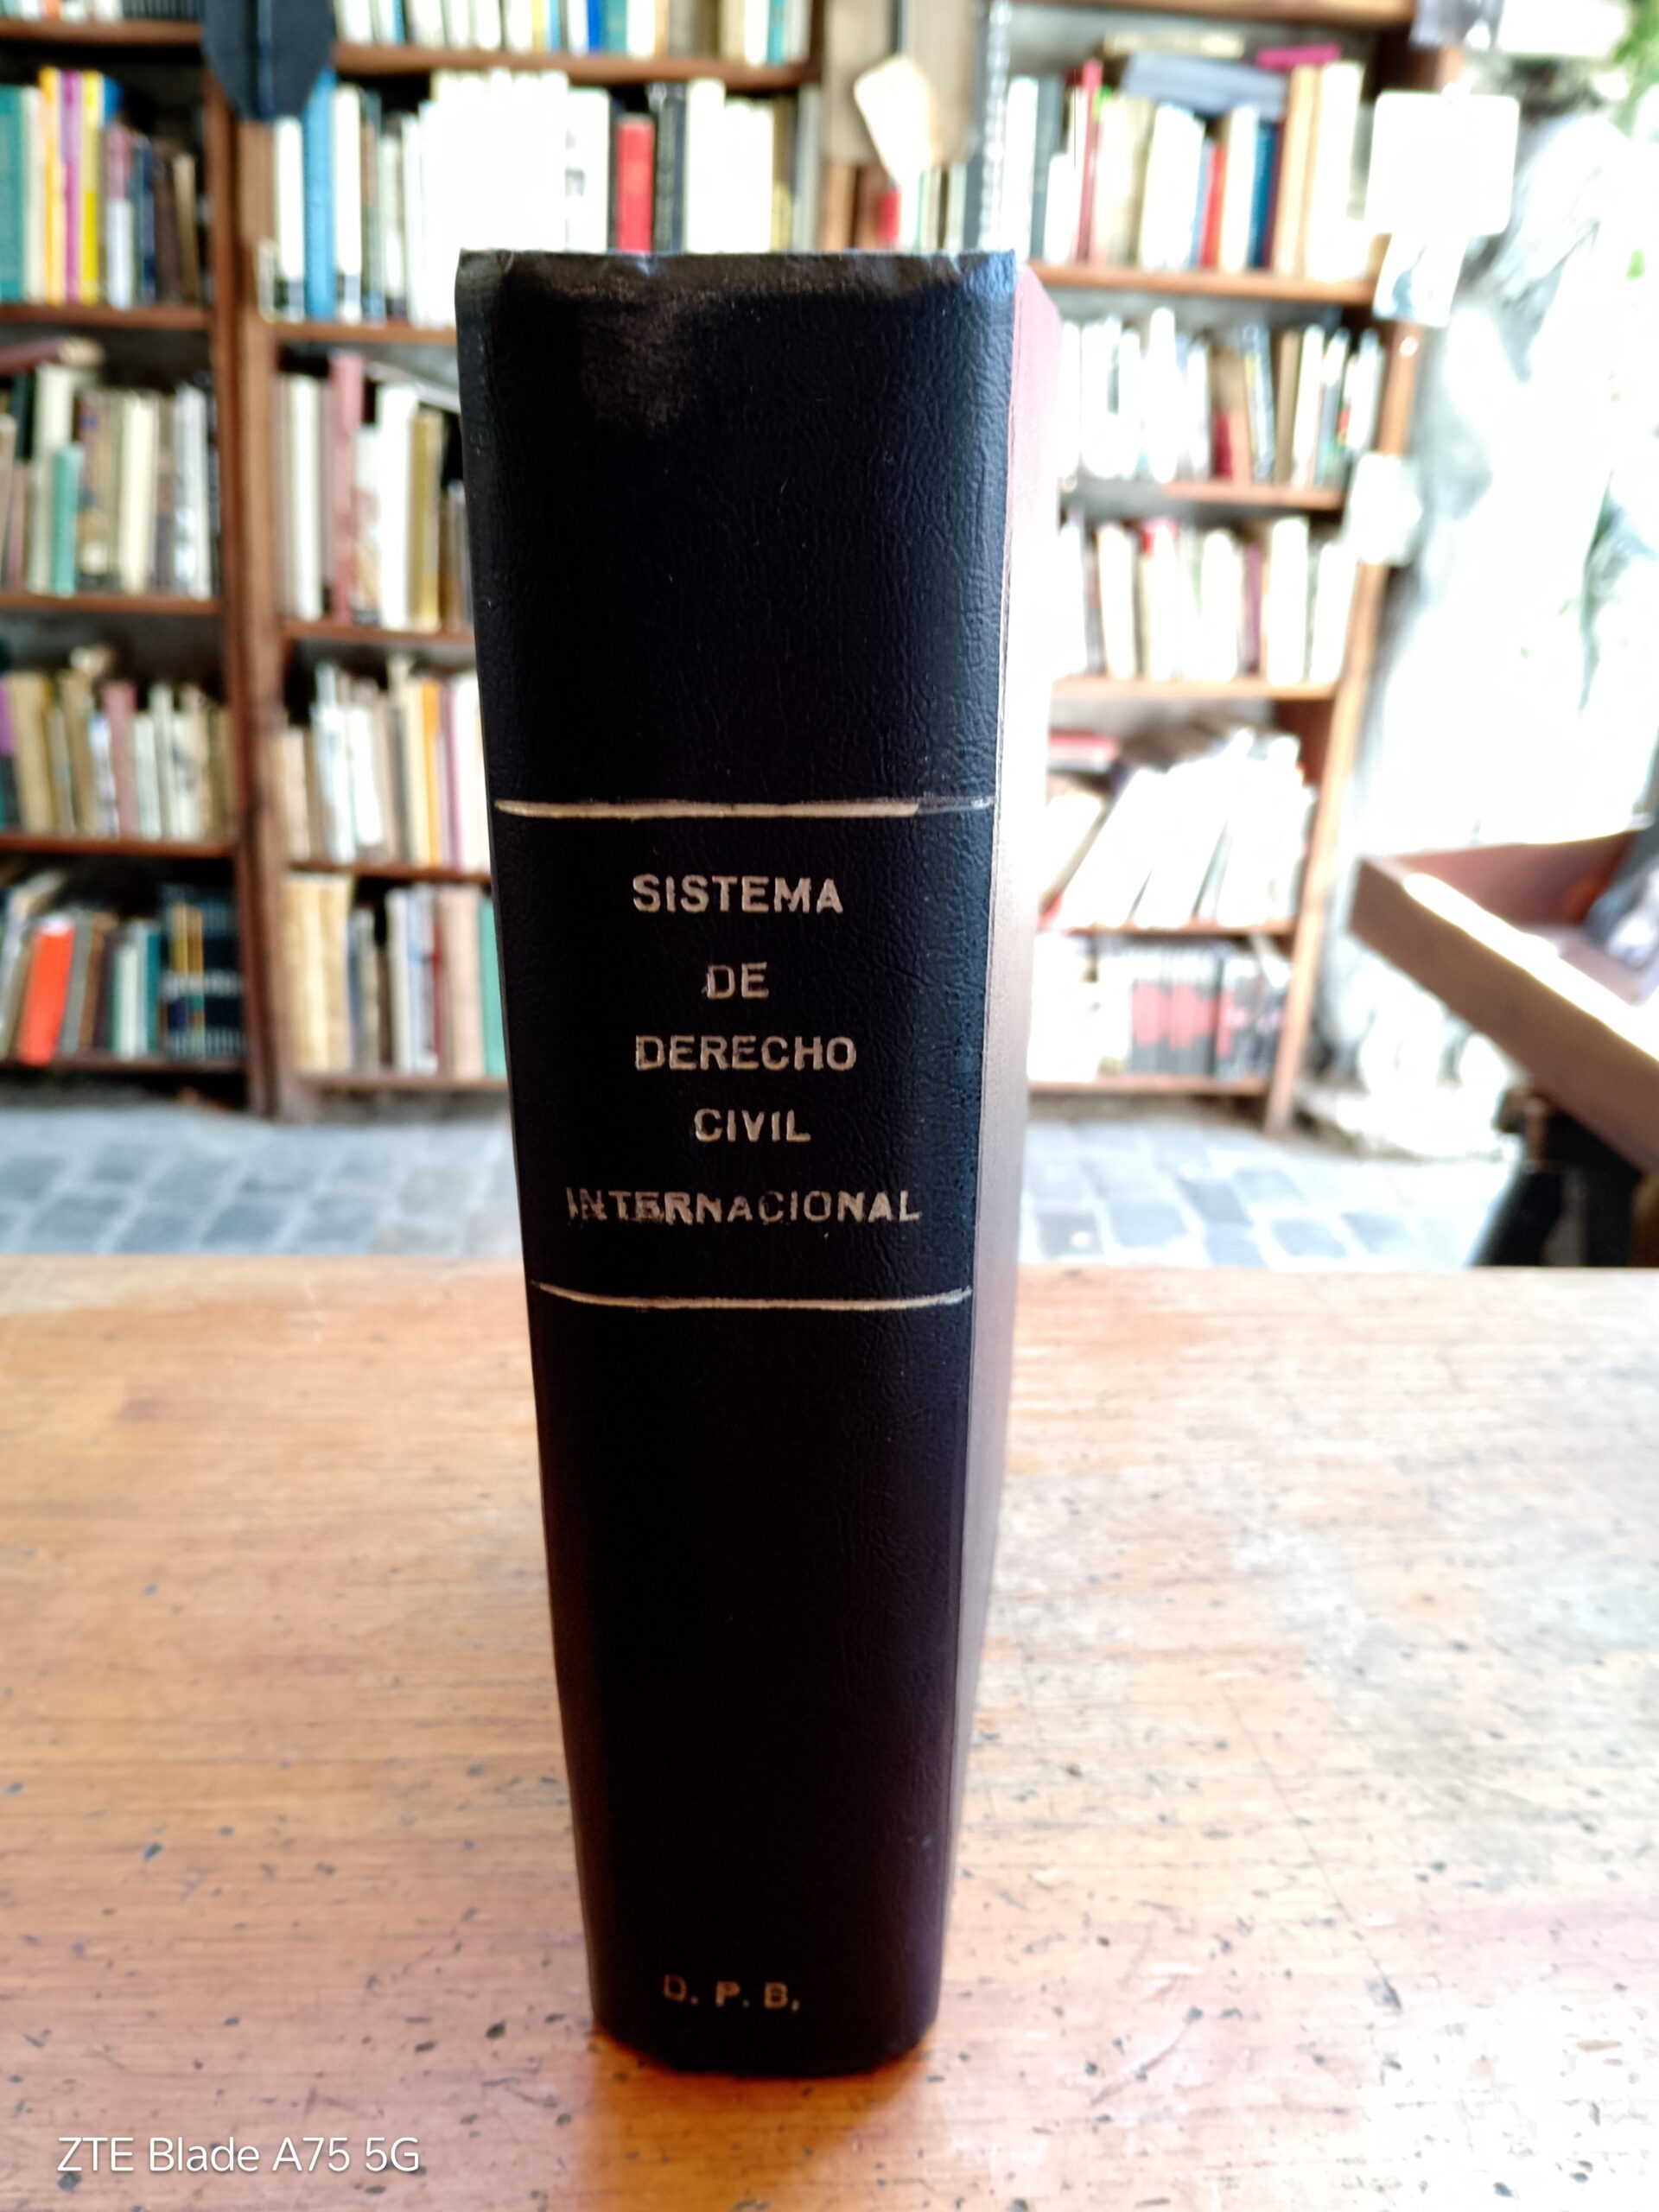 SISTEMA
DE
DERECHO
CIVIL
INTERNACIONAL
D. P. B.
ZTE Blade A75 5G